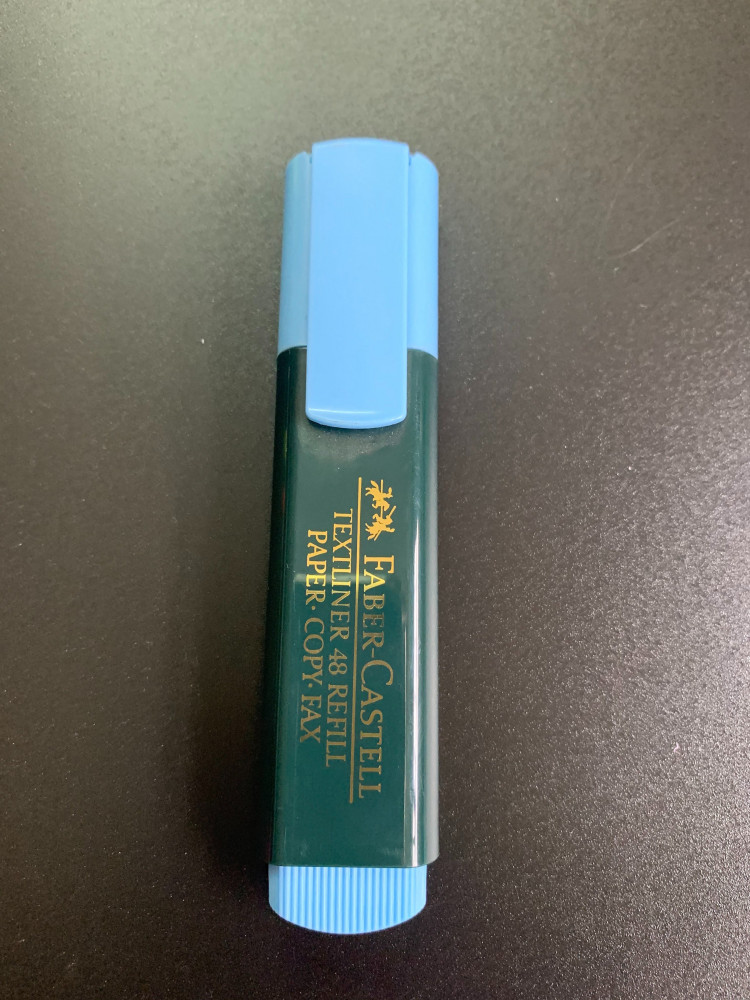 FABER-CASTELL
TEXTLINER 48 REFILL
PAPER · COPY · FAX